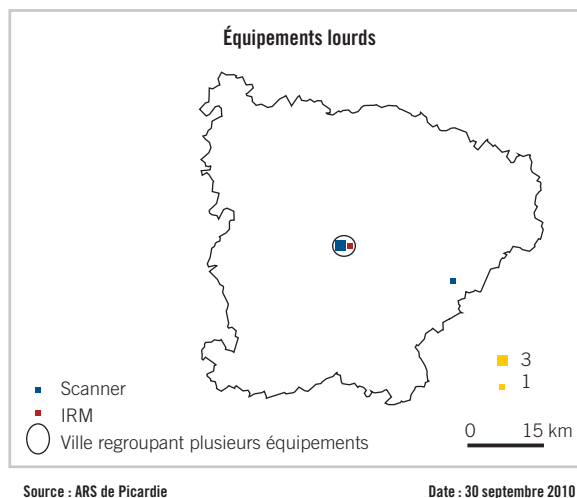 Équipements lourds
3
1
Scanner
IRM
Ville regroupant plusieurs équipements
0 15 km
Source : ARS de Picardie
Date : 30 septembre 2010